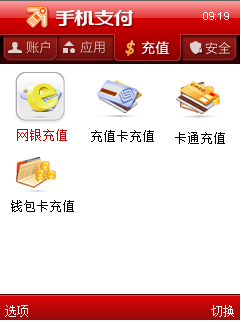 手机支付 09:19
账户 应用 充值 安全
网银充值 充值卡充值 卡通充值
钱包卡充值
选项 切换